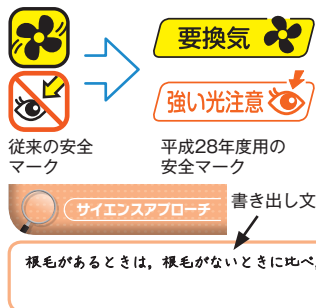 要換気
強い光注意
従来の安全
マーク
平成28年度用の
安全マーク
サイエンスアプローチ
書き出し文
根毛があるときは，根毛がないときに比べ，